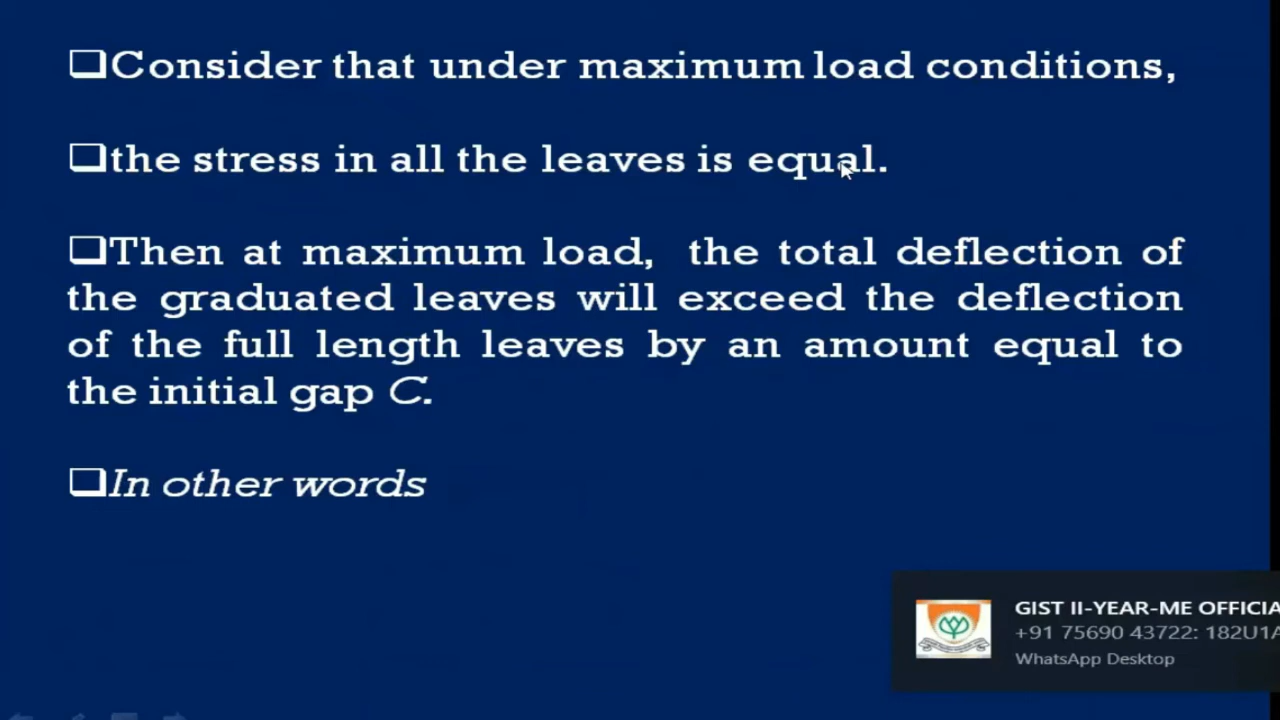 ❑Consider that under maximum load conditions,
❑the stress in all the leaves is equal.
❑Then at maximum load, the total deflection of
the graduated leaves will exceed the deflection
of the full length leaves by an amount equal to
the initial gap C.
❑In other words
GIST II-YEAR-ME OFFICIA
+91 75690 43722: 182U1A
WhatsApp Desktop